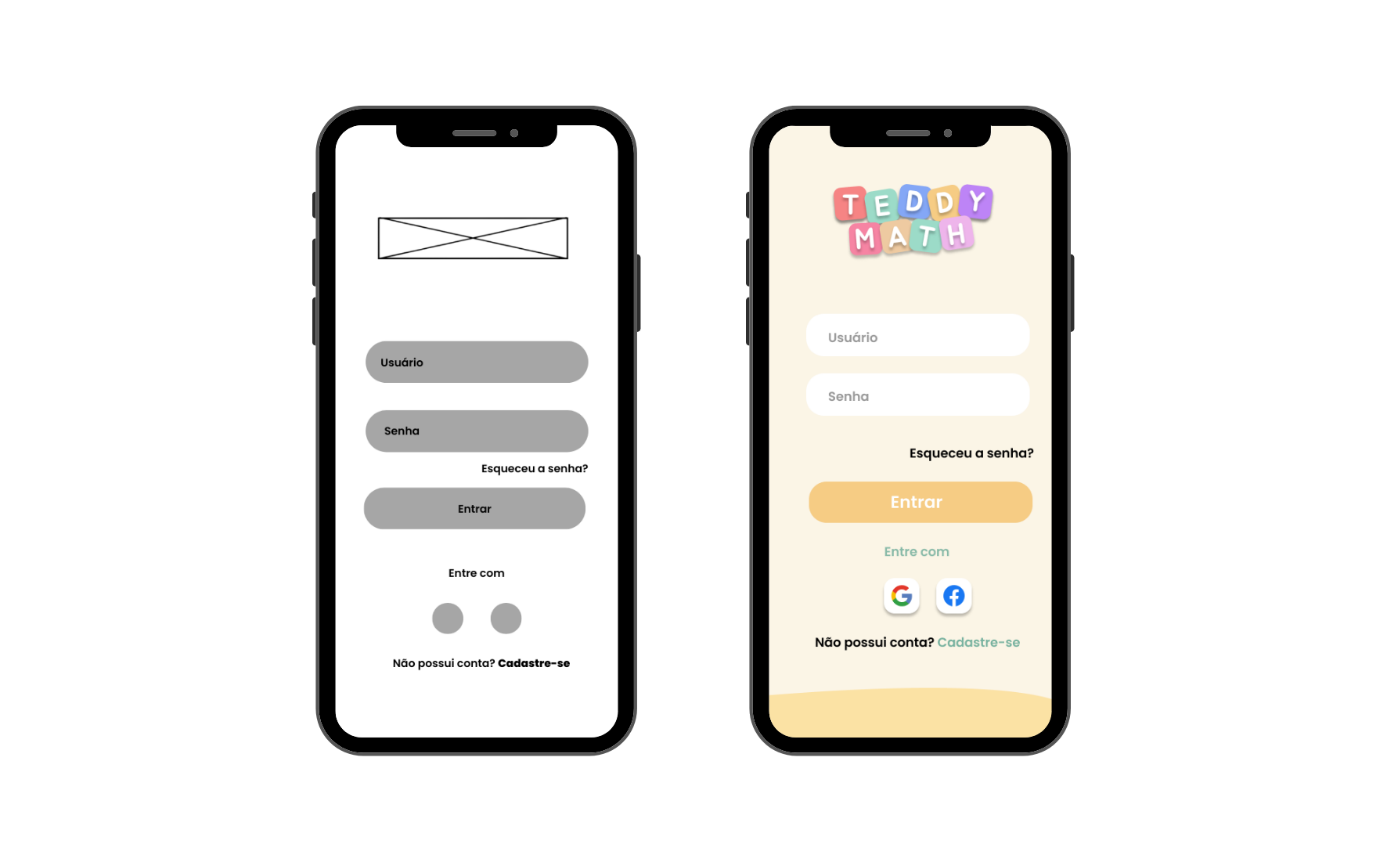 Usuário
Senha
Esqueceu a senha?
Entrar
Entre com
Não possui conta? Cadastre-se
TEDDY
MATH
Usuário
Senha
Esqueceu a senha?
Entrar
Entre com
G f
Não possui conta? Cadastre-se